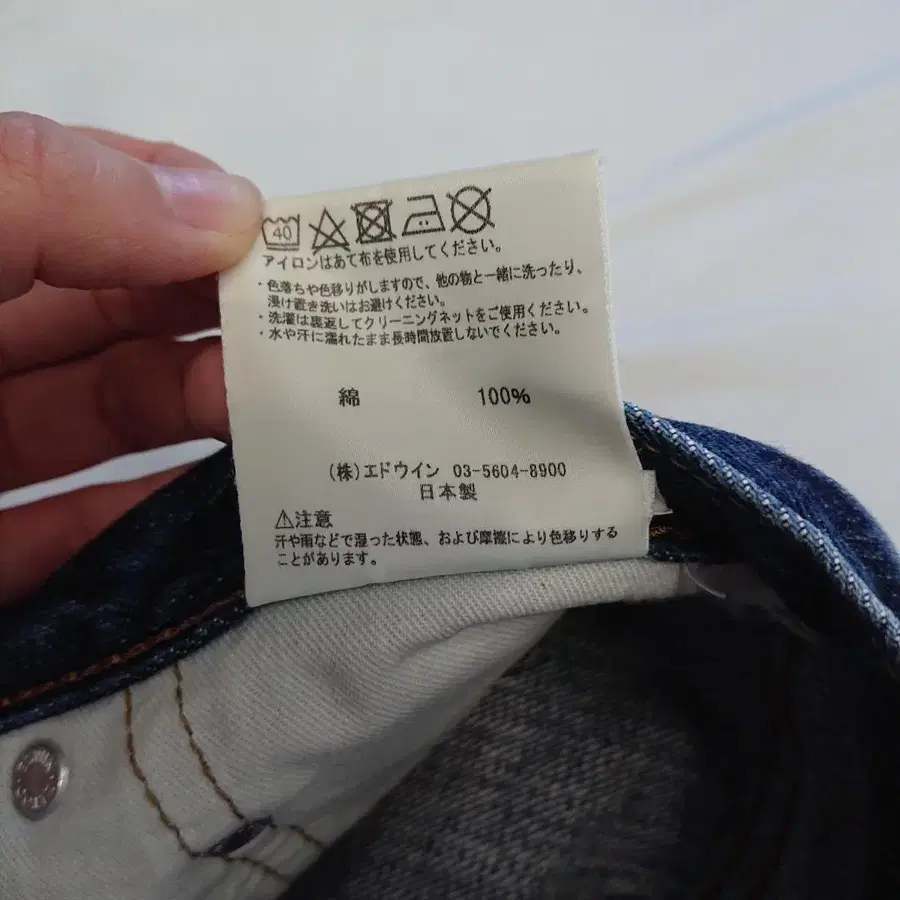 40
アイロンはあて布を使用してください。
・色落ちや色移りがしますので、他の物と一緒に洗ったり、
浸け置き洗いはお避けください。
・洗濯は裏返してクリーニングネットをご使用ください。
・水や汗に濡れたまま長時間放置しないでください。
綿 100%
(株)エドウイン 03-5604-8900
日本製
⚠注意
汗や雨などで湿った状態、および摩擦により色移りする
ことがあります。